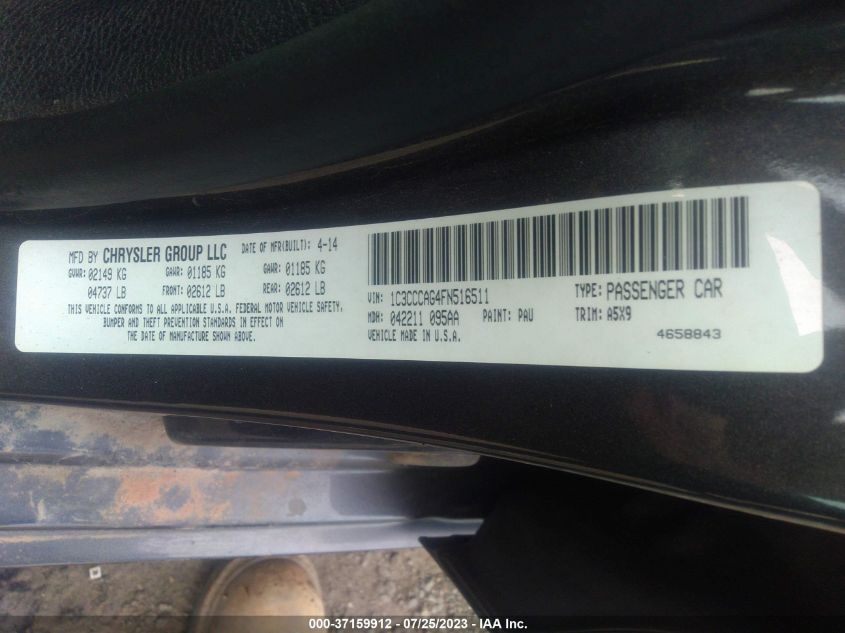 MFD BY CHRYSLER GROUP LLC DATE OF MFR(BUILT): 4-14
GVWR: 02149 KG GAWR: 01185 KG GAWR: 01185 KG
04737 LB FRONT: 02612 LB REAR: 02612 LB
THIS VEHICLE CONFORMS TO ALL APPLICABLE U.S.A. FEDERAL MOTOR VEHICLE SAFETY,
BUMPER AND THEFT PREVENTION STANDARDS IN EFFECT ON
THE DATE OF MANUFACTURE SHOWN ABOVE.
VIN: 1C3CCCAG4FN516511 TYPE: PASSENGER CAR
MDH: 042211 095AA PAINT: PAU TRIM: A5X9
VEHICLE MADE IN U.S.A. 4658843
000-37159912 - 07/25/2023 - IAA Inc.